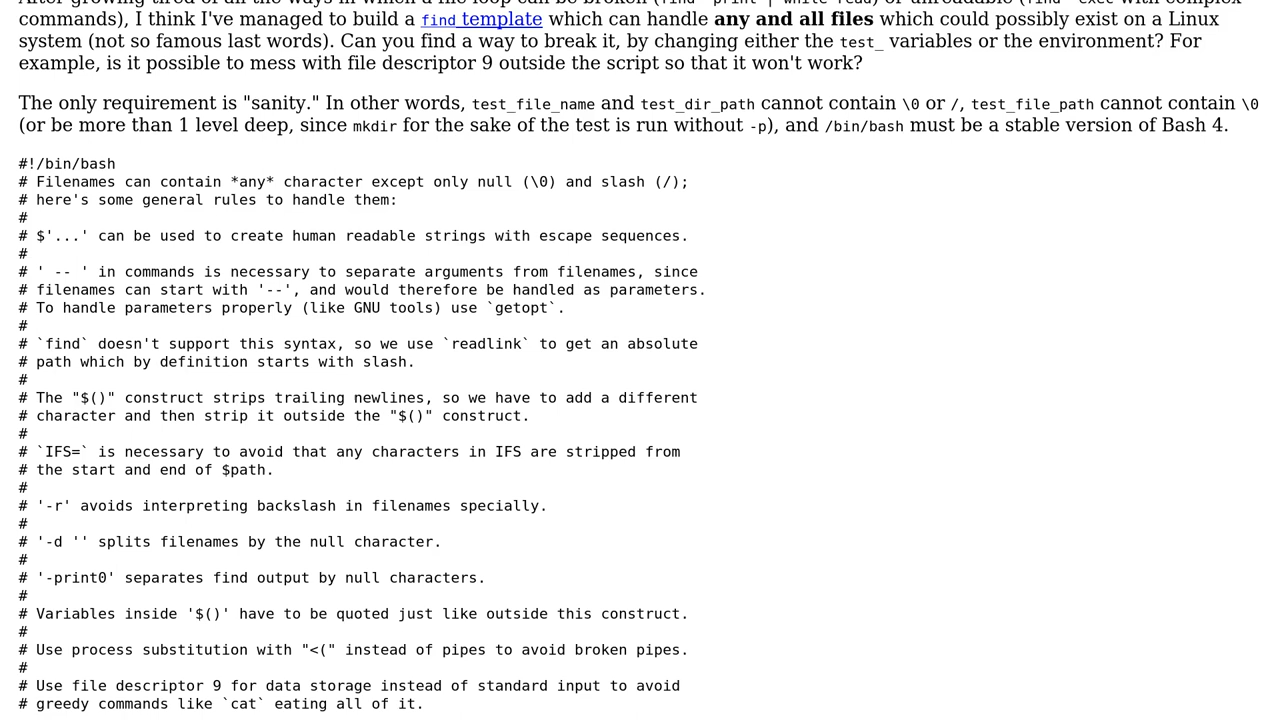 commands), I think I've managed to build a find template which can handle any and all files which could possibly exist on a Linux
system (not so famous last words). Can you find a way to break it, by changing either the test_ variables or the environment? For
example, is it possible to mess with file descriptor 9 outside the script so that it won't work?
The only requirement is "sanity." In other words, test_file_name and test_dir_path cannot contain \0 or /, test_file_path cannot contain \0
(or be more than 1 level deep, since mkdir for the sake of the test is run without -p), and /bin/bash must be a stable version of Bash 4.
#!/bin/bash
# Filenames can contain *any* character except only null (\0) and slash (/);
# here's some general rules to handle them:
#
# $'...' can be used to create human readable strings with escape sequences.
#
# ' -- ' in commands is necessary to separate arguments from filenames, since
# filenames can start with '--', and would therefore be handled as parameters.
# To handle parameters properly (like GNU tools) use `getopt`.
#
# `find` doesn't support this syntax, so we use `readlink` to get an absolute
# path which by definition starts with slash.
#
# The "$()" construct strips trailing newlines, so we have to add a different
# character and then strip it outside the "$()" construct.
#
# `IFS=` is necessary to avoid that any characters in IFS are stripped from
# the start and end of $path.
#
# '-r' avoids interpreting backslash in filenames specially.
#
# '-d '' splits filenames by the null character.
#
# '-print0' separates find output by null characters.
#
# Variables inside '$()' have to be quoted just like outside this construct.
#
# Use process substitution with "<(" instead of pipes to avoid broken pipes.
#
# Use file descriptor 9 for data storage instead of standard input to avoid
# greedy commands like `cat` eating all of it.